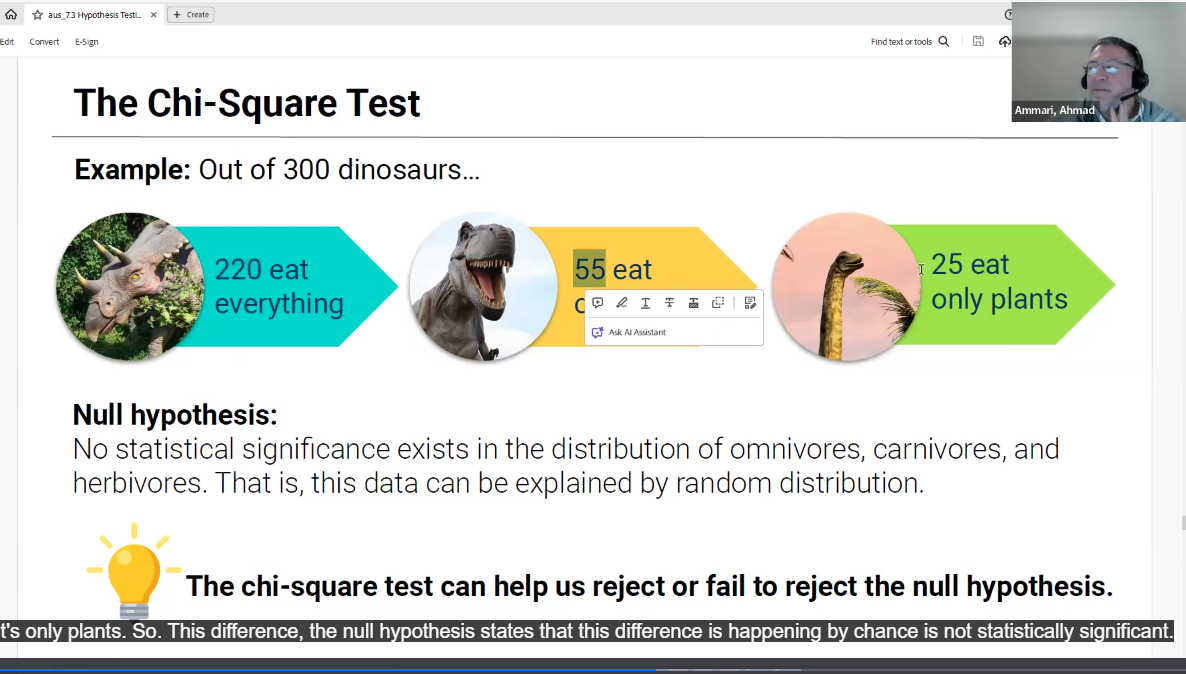 aus_7.3 Hypothesis Testi...
Create
Edit Convert E-Sign
Find text or tools
Ammari, Ahmad
The Chi-Square Test
Example: Out of 300 dinosaurs...
220 eat
everything
55 eat
Ask AI Assistant
25 eat
only plants
Null hypothesis:
No statistical significance exists in the distribution of omnivores, carnivores, and
herbivores. That is, this data can be explained by random distribution.
The chi-square test can help us reject or fail to reject the null hypothesis.
t's only plants. So. This difference, the null hypothesis states that this difference is happening by chance is not statistically significant.